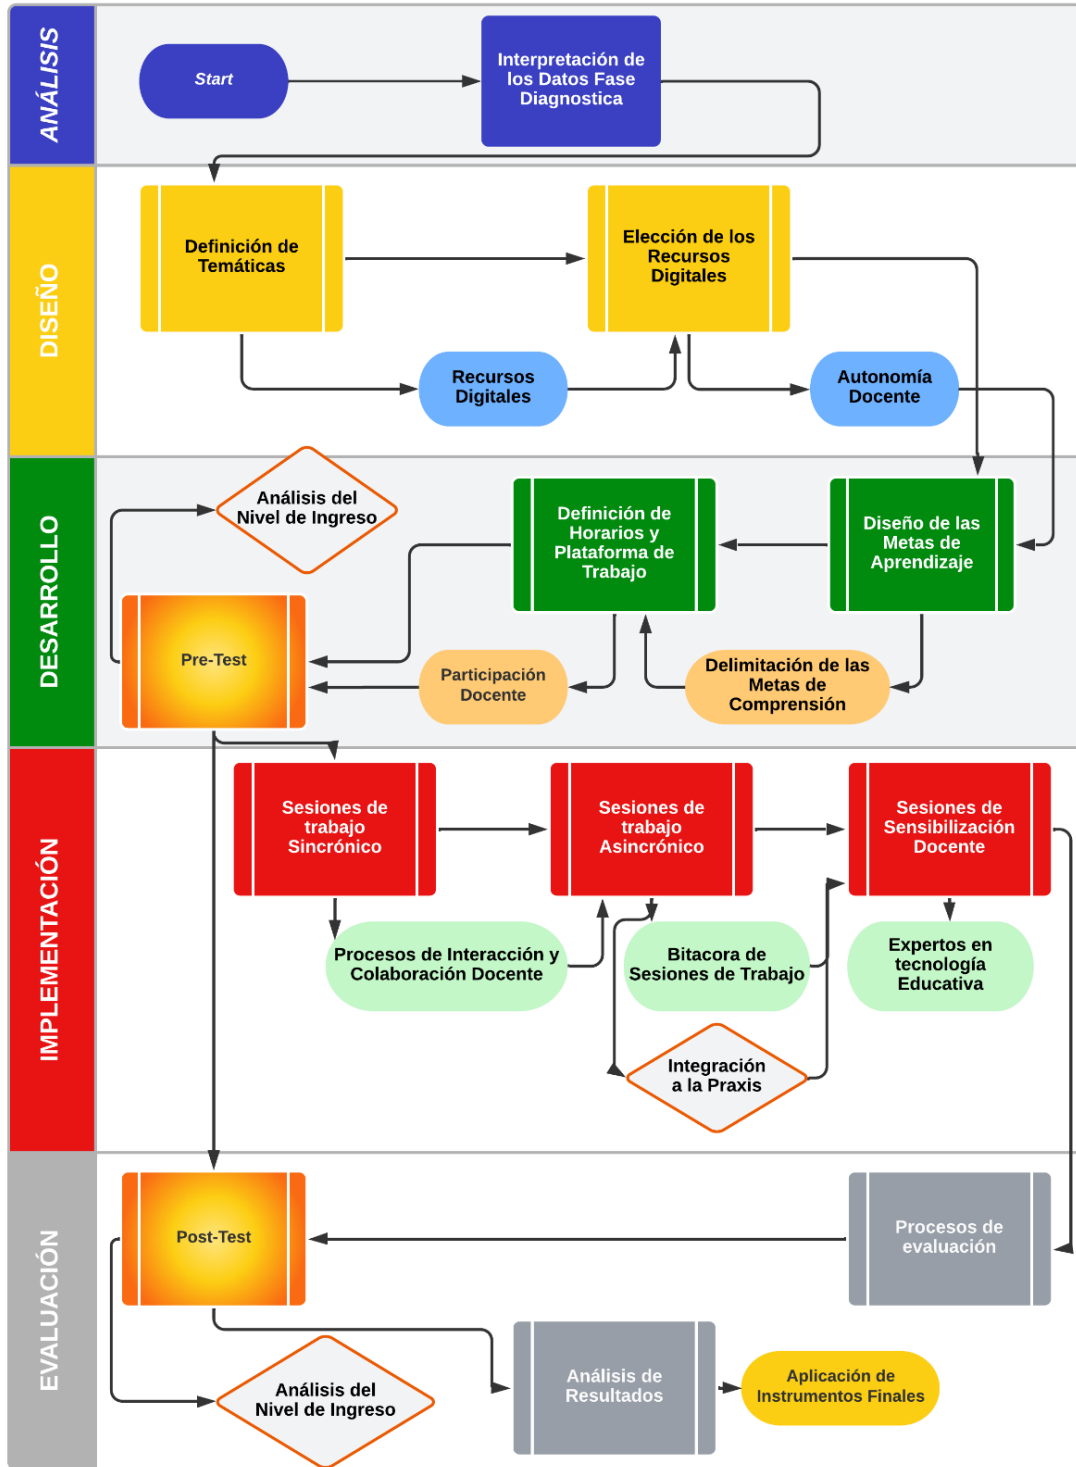 ANÁLISIS
Start
Interpretación de
los Datos Fase
Diagnostica
DISEÑO
Definición de
Temáticas
Elección de los
Recursos
Digitales
Recursos
Digitales
Autonomía
Docente
DESARROLLO
Análisis del
Nivel de Ingreso
Definición de
Horarios y
Plataforma de
Trabajo
Diseño de las
Metas de
Aprendizaje
Pre-Test
Participación
Docente
Delimitación de las
Metas de
Comprensión
IMPLEMENTACIÓN
Sesiones de
trabajo
Sincrónico
Sesiones de
trabajo
Asincrónico
Sesiones de
Sensibilización
Docente
Procesos de Interacción y
Colaboración Docente
Bitacora de
Sesiones de Trabajo
Expertos en
tecnología
Educativa
Integración
a la Praxis
EVALUACIÓN
Post-Test
Procesos de
evaluación
Análisis del
Nivel de Ingreso
Análisis de
Resultados
Aplicación de
Instrumentos Finales